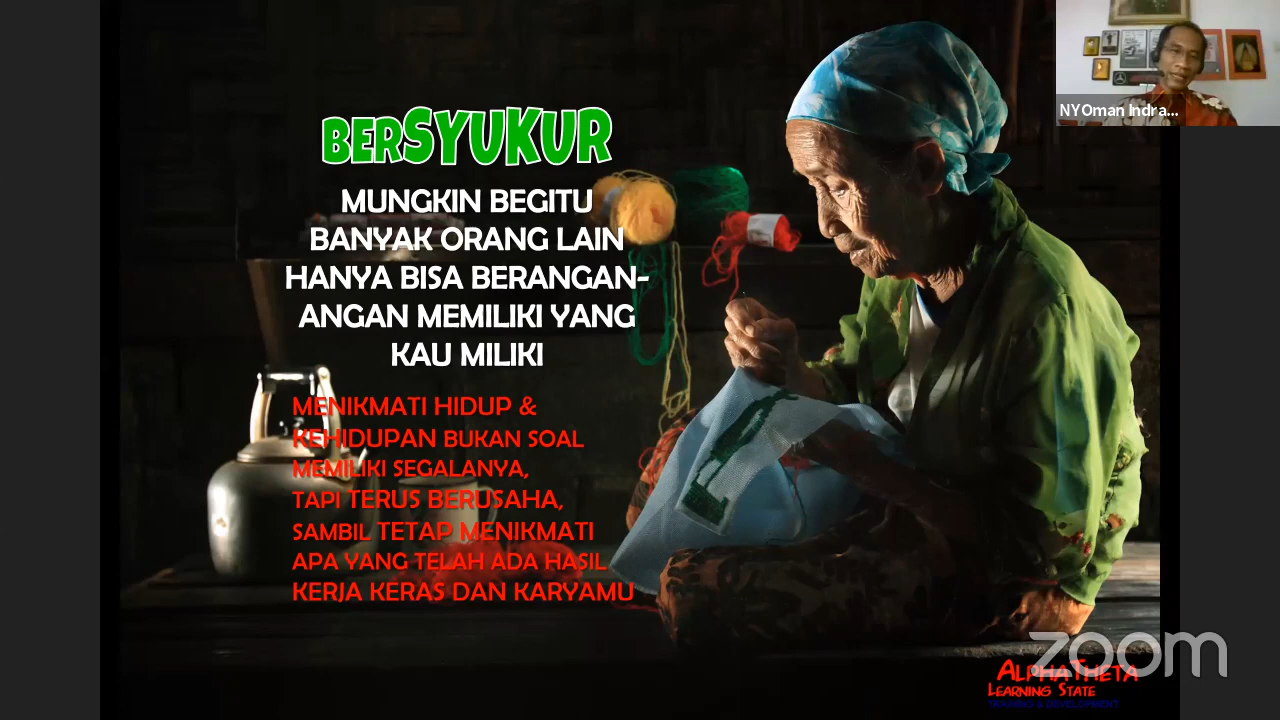 NYOman Indra...
BERSYUKUR
MUNGKIN BEGITU
BANYAK ORANG LAIN
HANYA BISA BERANGAN-
ANGAN MEMILIKI YANG
KAU MILIKI
MENIKMATI HIDUP &
KEHIDUPAN BUKAN SOAL
MEMILIKI SEGALANYA,
TAPI TERUS BERUSAHA,
SAMBIL TETAP MENIKMATI
APA YANG TELAH ADA HASIL
KERJA KERAS DAN KARYAMU
zoom
ALPHATHETA
LEARNING STATE
TRAINING & DEVELOPMENT